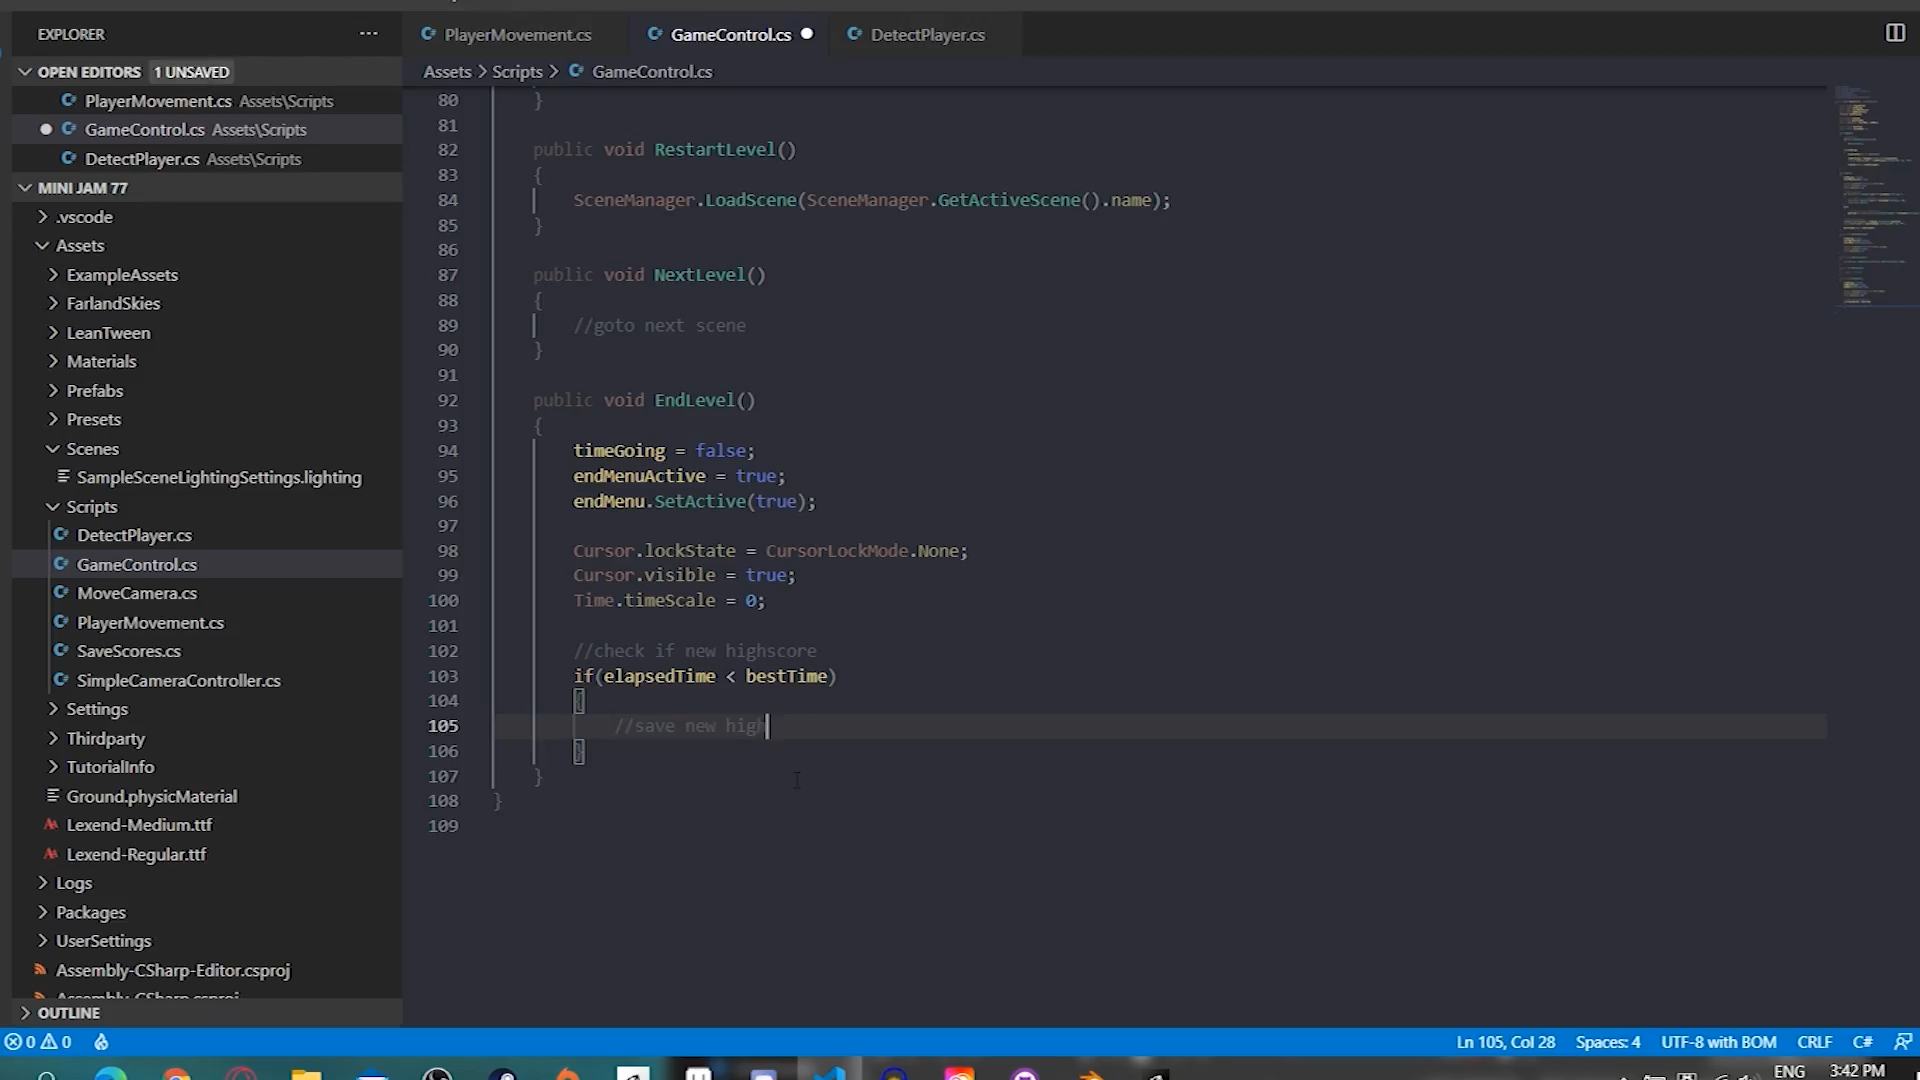 EXPLORER
OPEN EDITORS 1 UNSAVED
PlayerMovement.cs Assets\Scripts
GameControl.cs Assets\Scripts
DetectPlayer.cs Assets\Scripts
MINI JAM 77
.vscode
Assets
ExampleAssets
FarlandSkies
LeanTween
Materials
Prefabs
Presets
Scenes
SampleSceneLightingSettings.lighting
Scripts
DetectPlayer.cs
GameControl.cs
MoveCamera.cs
PlayerMovement.cs
SaveScores.cs
SimpleCameraController.cs
Settings
Thirdparty
TutorialInfo
Ground.physicMaterial
Lexend-Medium.ttf
Lexend-Regular.ttf
Logs
Packages
UserSettings
Assembly-CSharp-Editor.csproj
Assembly-CSharp.csproj
OUTLINE
PlayerMovement.cs GameControl.cs DetectPlayer.cs
Assets > Scripts > GameControl.cs
80 }
81
82 public void RestartLevel()
83 {
84 SceneManager.LoadScene(SceneManager.GetActiveScene().name);
85 }
86
87 public void NextLevel()
88 {
89 //goto next scene
90 }
91
92 public void EndLevel()
93 {
94 timeGoing = false;
95 endMenuActive = true;
96 endMenu.SetActive(true);
97
98 Cursor.lockState = CursorLockMode.None;
99 Cursor.visible = true;
100 Time.timeScale = 0;
101
102 //check if new highscore
103 if(elapsedTime < bestTime)
104 {
105 //save new high
106 }
107 }
108 }
109
0 0 Ln 105, Col 28 Spaces: 4 UTF-8 with BOM CRLF C#
ENG 3:42 PM